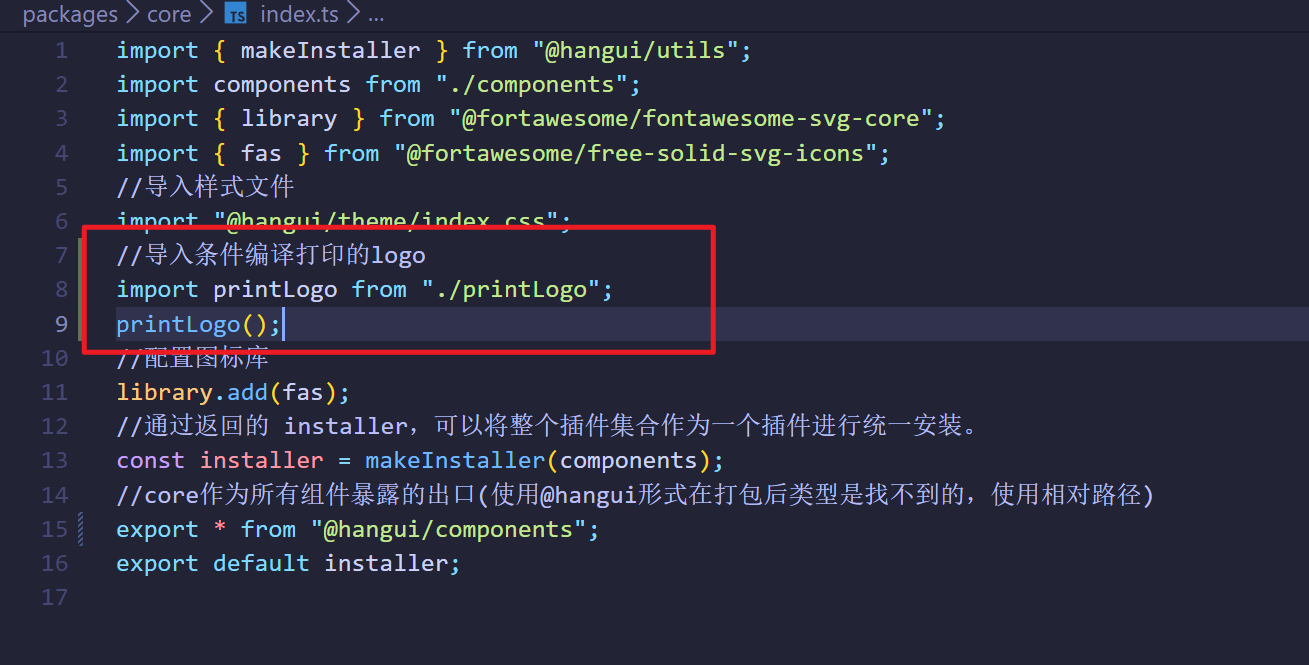 packages > core > TS index.ts > ...
1 import { makeInstaller } from "@hangui/utils";
2 import components from "./components";
3 import { library } from "@fortawesome/fontawesome-svg-core";
4 import { fas } from "@fortawesome/free-solid-svg-icons";
5 //导入样式文件
6 import "@hangui/theme/index.css";
7 //导入条件编译打印的logo
8 import printLogo from "./printLogo";
9 printLogo();
10 //配置图标库
11 library.add(fas);
12 //通过返回的 installer，可以将整个插件集合作为一个插件进行统一安装。
13 const installer = makeInstaller(components);
14 //core作为所有组件暴露的出口(使用@hangui形式在打包后类型是找不到的，使用相对路径)
15 export * from "@hangui/components";
16 export default installer;
17